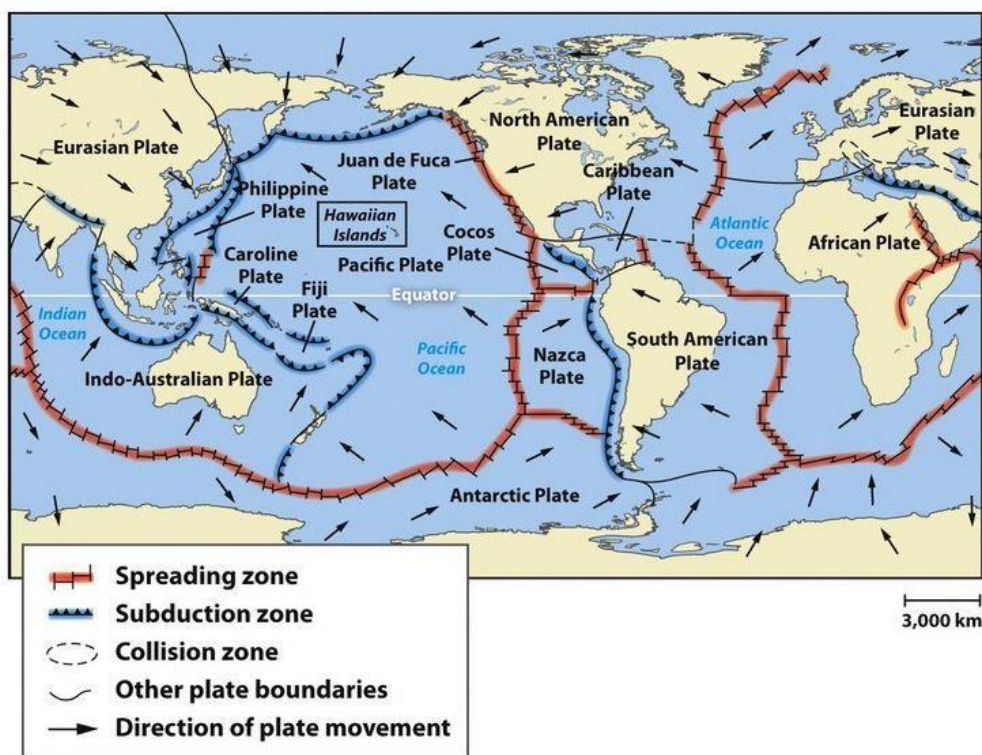 North American
Plate
Eurasian
Plate
Eurasian Plate
Juan de Fuca
Plate
Caribbean
Plate
Philippine
Plate
Hawaiian
Islands
Atlantic
Ocean
Cocos
Plate
African Plate
Caroline
Plate
Pacific Plate
Fiji
Plate
Equator
Indian
Ocean
Pacific
Ocean
Nazca
Plate
South American
Plate
Indo-Australian Plate
Antarctic Plate
Spreading zone
Subduction zone
Collision zone
Other plate boundaries
Direction of plate movement
3,000 km